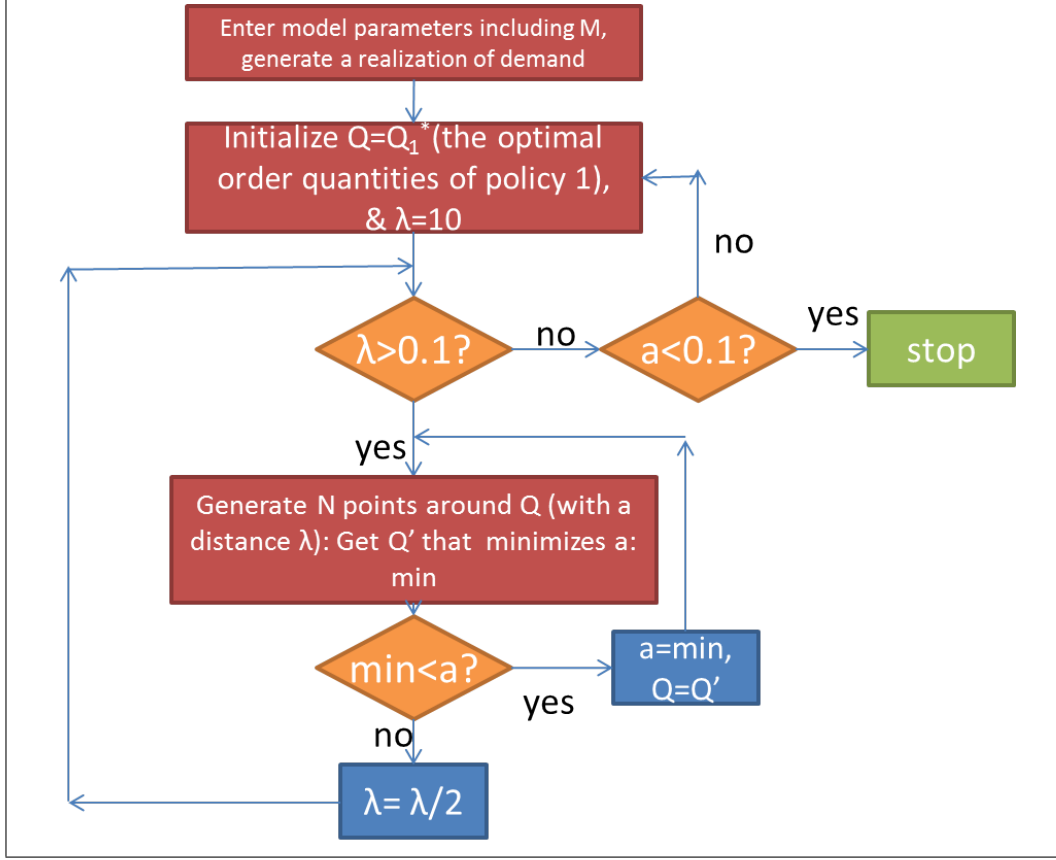 Enter model parameters including M,
generate a realization of demand
Initialize Q=Q₁*(the optimal
order quantities of policy 1),
& λ=10
no
λ>0.1?
no
a<0.1?
yes
stop
yes
Generate N points around Q (with a
distance λ): Get Q’ that minimizes a:
min
min<a?
yes
a=min,
Q=Q’
no
λ= λ/2